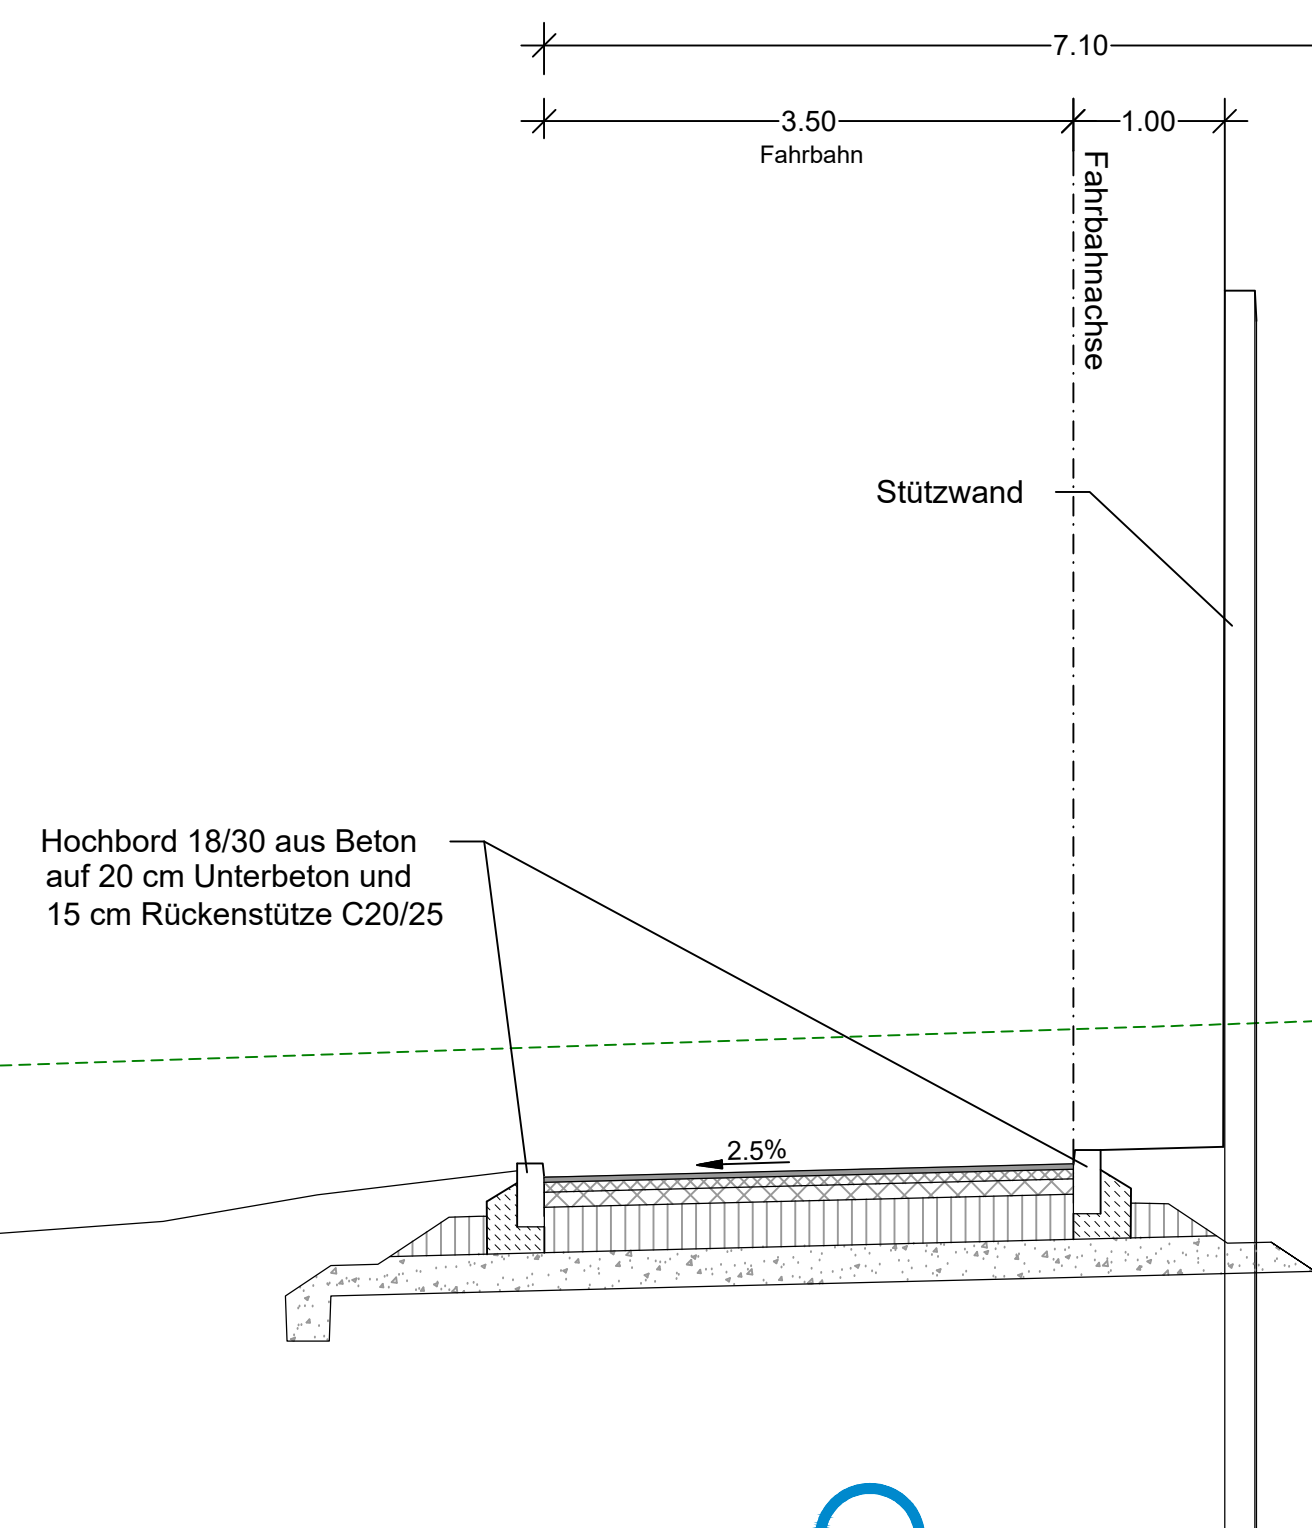 7.10
3.50
1.00
Fahrbahn
Fahrbahnachse
Stützwand
Hochbord 18/30 aus Beton
auf 20 cm Unterbeton und
15 cm Rückenstütze C20/25
2.5%